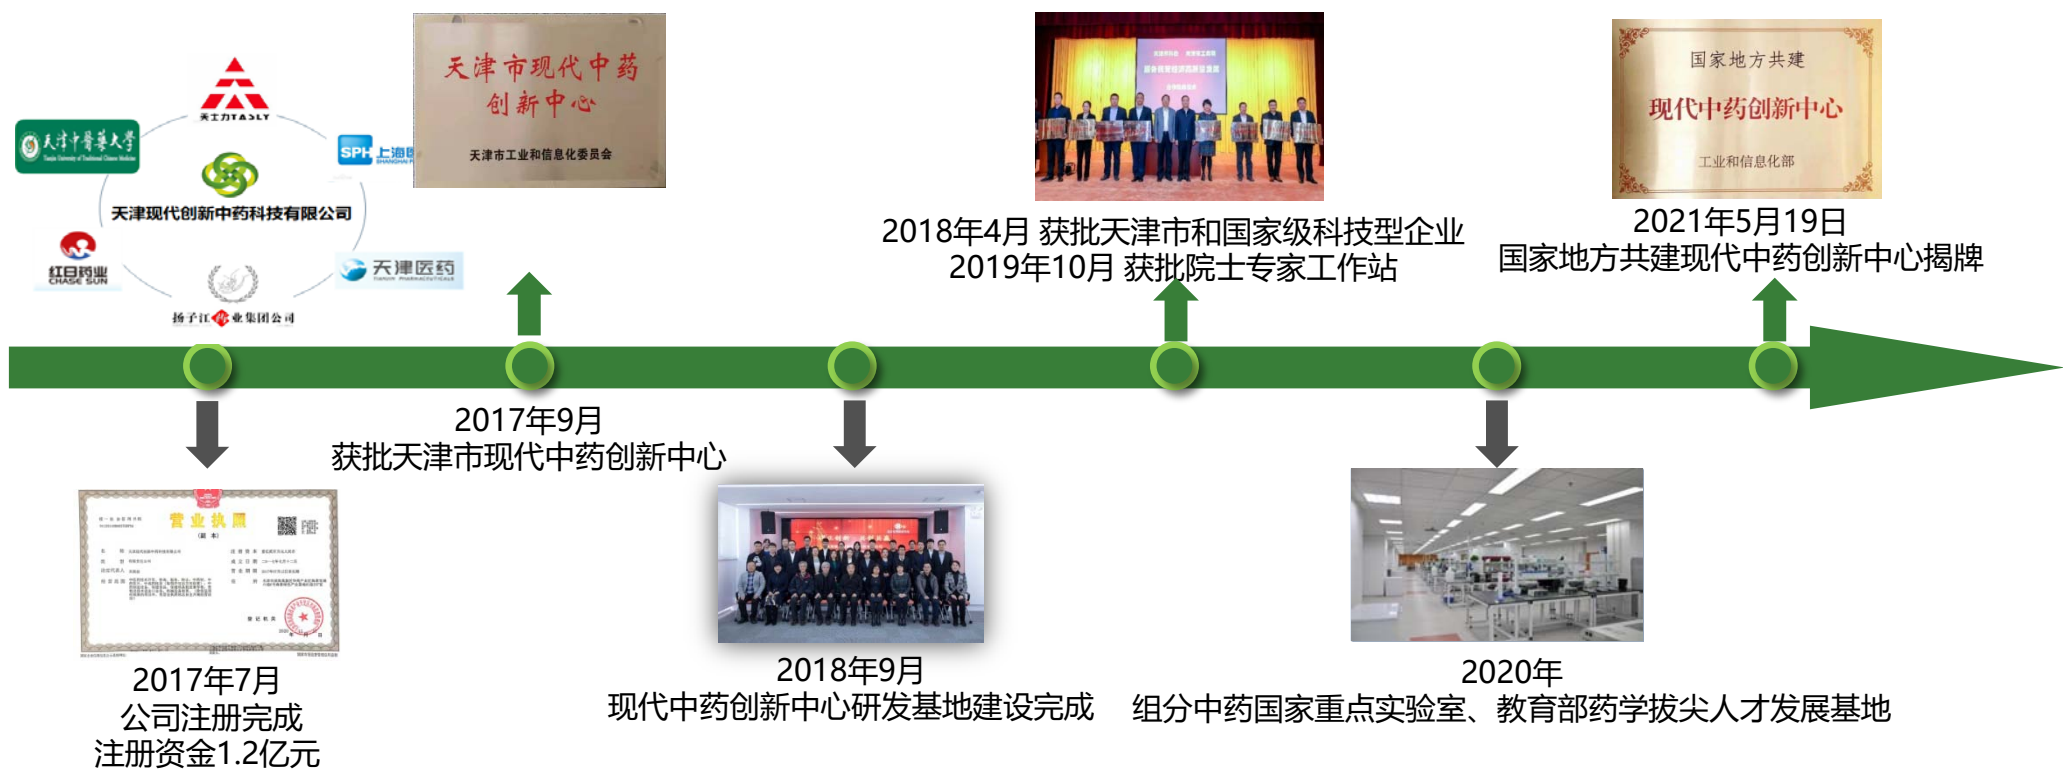 天士力TASLY
天津中醫藥大學
Tianjin University of Traditional Chinese Medicine
SPH 上海医
SHANGHAI P
天津现代创新中药科技有限公司
红日药业
CHASE SUN
天津医药
TIANJIN PHARMACEUTICALS
扬子江药业集团公司
天津市现代中药
创新中心
天津市工业和信息化委员会
2018年4月 获批天津市和国家级科技型企业
2019年10月 获批院士专家工作站
国家地方共建
现代中药创新中心
工业和信息化部
2021年5月19日
国家地方共建现代中药创新中心揭牌
2017年9月
获批天津市现代中药创新中心
营业执照
(副 本)
2017年7月
公司注册完成
注册资金1.2亿元
2018年9月
现代中药创新中心研发基地建设完成
2020年
组分中药国家重点实验室、教育部药学拔尖人才发展基地